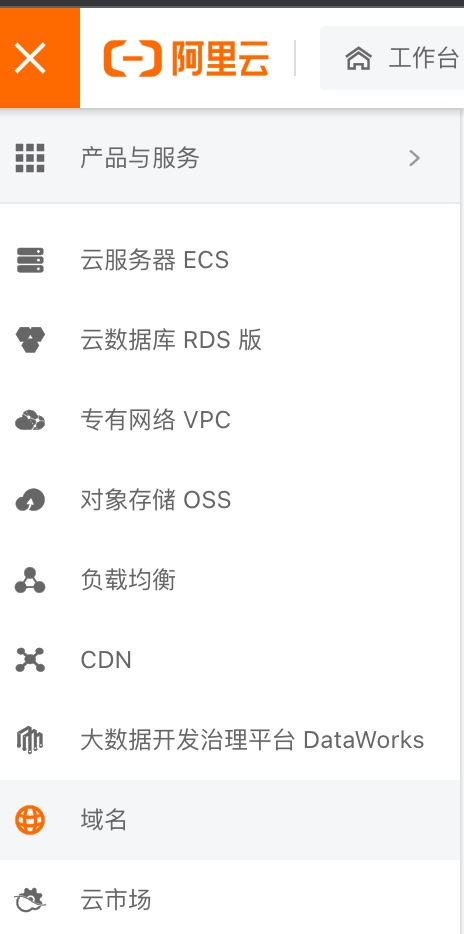 阿里云
工作台
产品与服务
云服务器 ECS
云数据库 RDS 版
专有网络 VPC
对象存储 OSS
负载均衡
CDN
大数据开发治理平台 DataWorks
域名
云市场